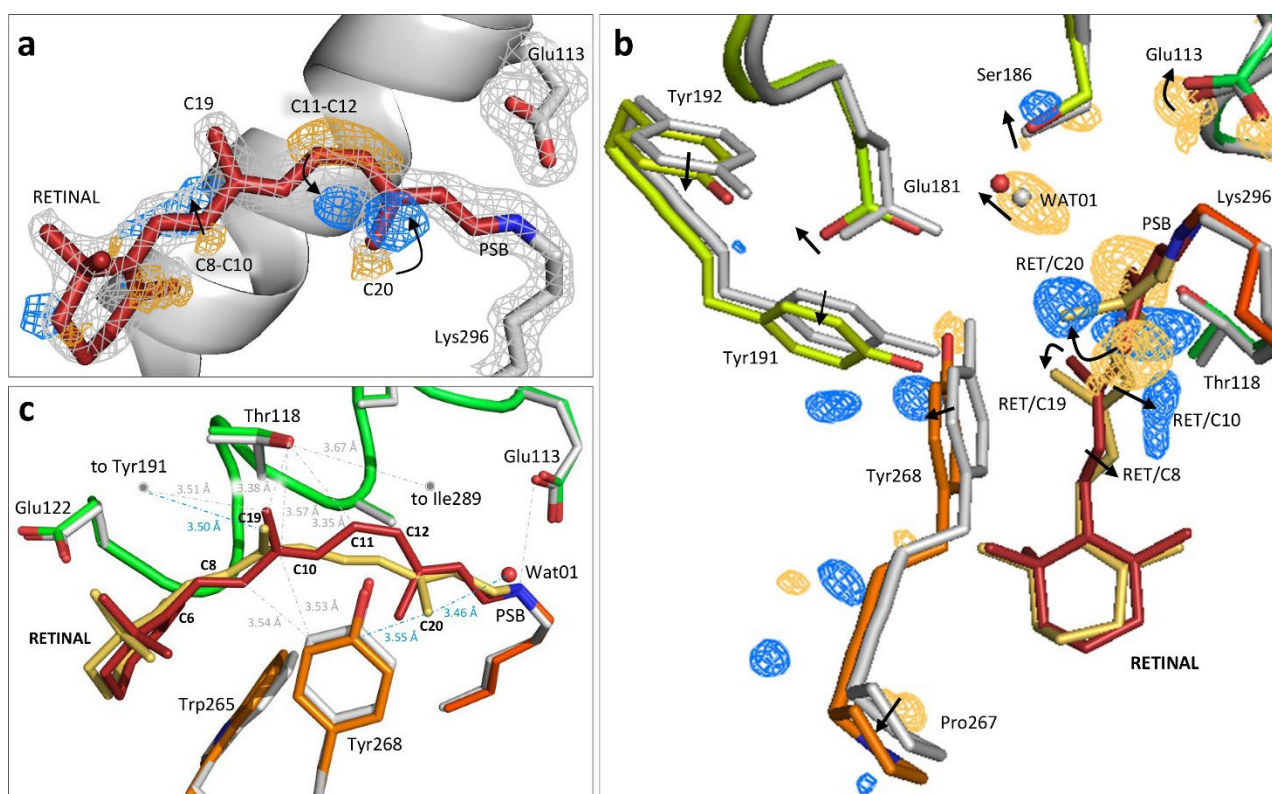 a
Glu113
C19
C11-C12
RETINAL
PSB
C8-C10
C20
Lys296
b
Tyr192
Ser186
Glu113
Glu181
WAT01
Lys296
PSB
RET/C20
Tyr191
RET/C19
Thr118
RET/C10
RET/C8
Tyr268
Pro267
RETINAL
c
Thr118
3.67 Å
Glu113
to Tyr191
to Ile289
3.51 Å
3.38 Å
Glu122
3.50 Å
C19
3.57 Å
3.35 Å
C12
C11
C8
C10
Wat01
C6
3.53 Å
PSB
3.54 Å
3.46 Å
C20
RETINAL
3.55 Å
Trp265
Tyr268